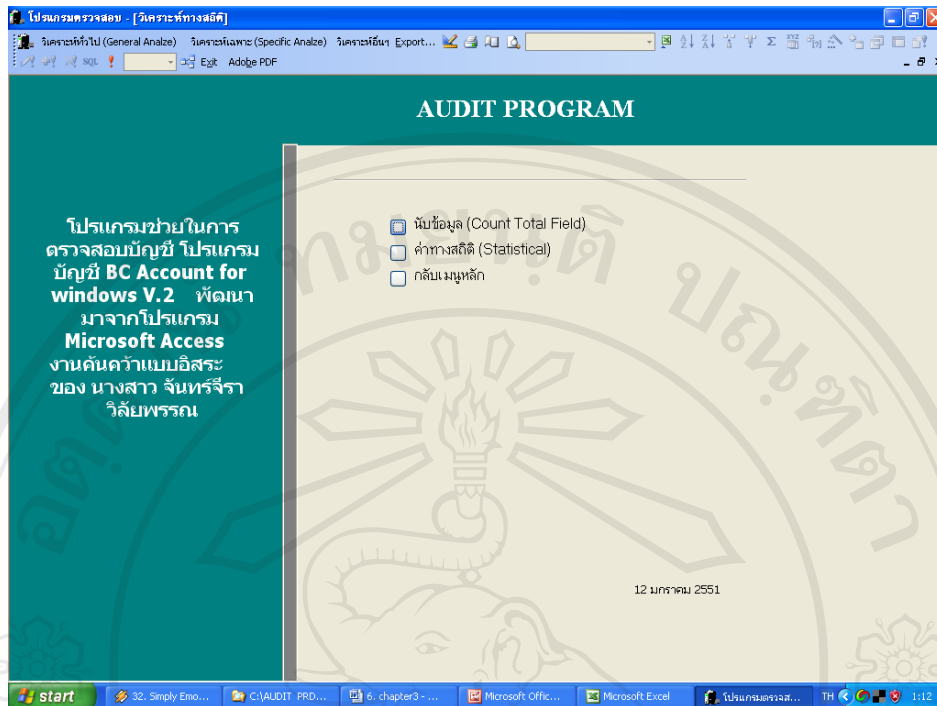 โปรแกรมตรวจสอบ - [วิเคราะห์ทางสถิติ]
วิเคราะห์ทั่วไป (General Analze) วิเคราะห์เฉพาะ (Specific Analze) วิเคราะห์อื่นๆ Export...
SQL Exit Adobe PDF
AUDIT PROGRAM
โปรแกรมช่วยในการ
ตรวจสอบบัญชี โปรแกรม
บัญชี BC Account for
windows V.2 พัฒนา
มาจากโปรแกรม
Microsoft Access
งานค้นคว้าแบบอิสระ
ของ นางสาว จันทร์จีรา
วิลัยพรรณ
นับข้อมูล (Count Total Field)
ค่าทางสถิติ (Statistical)
กลับเมนูหลัก
12 มกราคม 2551
start 32. Simply Emo... C:\AUDIT PRD... 6. chapter3 - ... Microsoft Offic... Microsoft Excel โปรแกรมตรวจส... TH 1:12